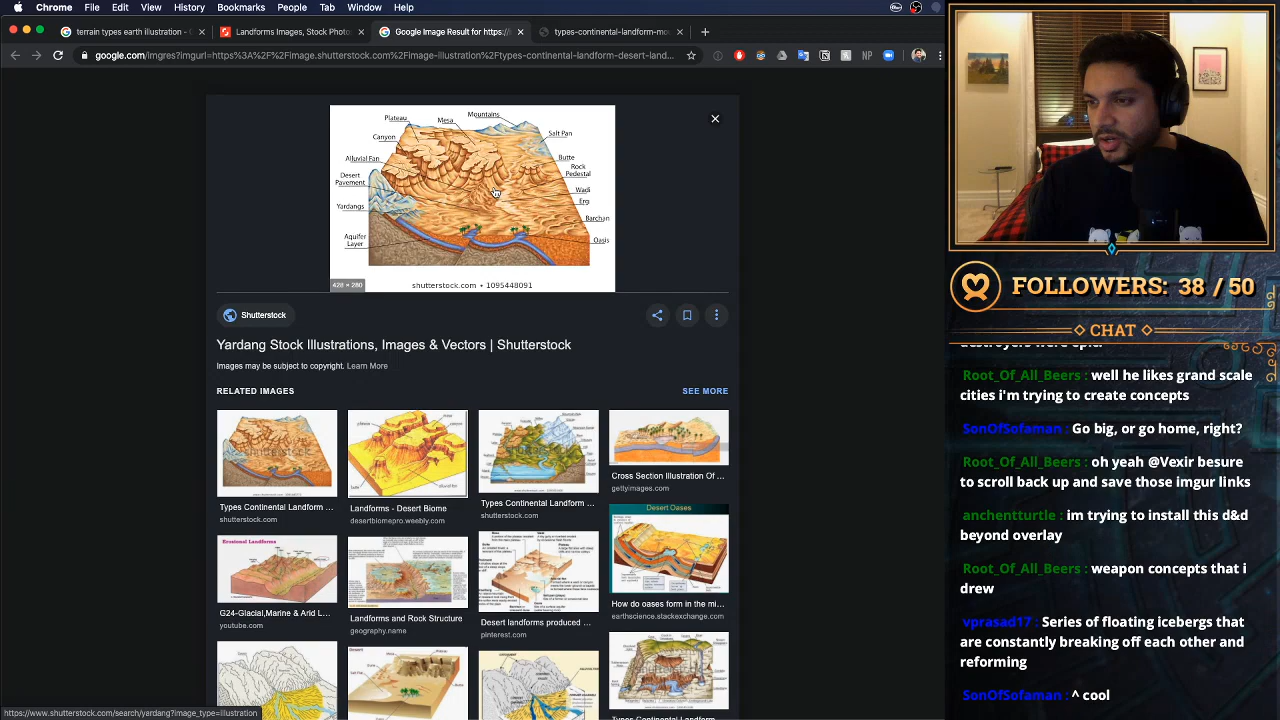 Chrome File Edit View History Bookmarks People Tab Window Help
terrain types earth illustration - G
Landforms Images, Stock Pictu
Google Image Result for https://
types-continental-landform-mo
google.com/imgres?imgurl=https%3A%2F%2Fimage.shutterstock.com%2Fimage-illustration%2Ftypes-continental-landform-desert-land...
Plateau
Mesa
Mountains
Canyon
Salt Pan
Alluvial Fan
Butte
Desert
Pavement
Rock
Pedestal
Wadi
Yardangs
Erg
Barchan
Aquifer
Layer
Oasis
428 × 280
shutterstock.com • 1095448091
Shutterstock
Yardang Stock Illustrations, Images & Vectors | Shutterstock
Images may be subject to copyright. Learn More
RELATED IMAGES
SEE MORE
Types Continental Landform ...
shutterstock.com
Landforms - Desert Biome
desertbiomepro.weebly.com
Types Continental Landform ...
shutterstock.com
Cross Section Illustration Of ...
gettyimages.com
Erosional Landforms
G24-Glacial,Karst & Arid L...
youtube.com
Landforms and Rock Structure
geography.name
Desert landforms produced ...
pinterest.com
Desert Oases
How do oases form in the mi...
earthscience.stackexchange.com
https://www.shutterstock.com/search/yardang?image_type=illustration
FOLLOWERS: 38 / 50
CHAT
Root_Of_All_Beers : well he likes grand scale
cities i'm trying to create concepts
SonOfSofaman : Go big, or go home, right?
Root_Of_All_Beers : oh yeah @Vexir besure
to scroll back up and save those imgur links
anchentturtle : im trying to install this d&d
beyond overlay
Root_Of_All_Beers : weapon concepts that i
drew
vprasad17 : Series of floating icebergs that
are constantly breaking off each other and
reforming
SonOfSofaman : ^ cool